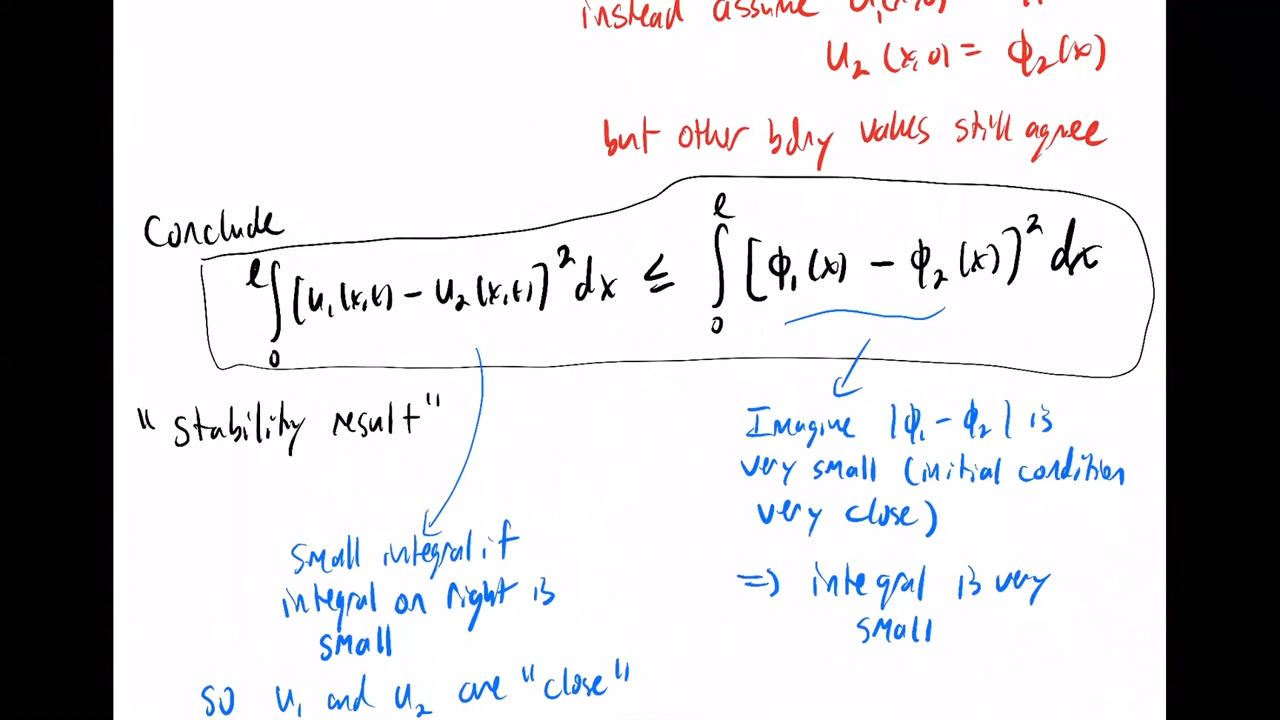 instead assume
u₂(x,0) = ϕ₂(x)
but other bdry values still agree
Conclude
∫₀ˡ [u₁(x,t) - u₂(x,t)]² dx ≤ ∫₀ˡ [ϕ₁(x) - ϕ₂(x)]² dx
"stability result"
Imagine |ϕ₁ - ϕ₂| is
very small (initial condition
very close)
=) integral is very
small
small integral if
integral on right is
small
so u₁ and u₂ are "close"